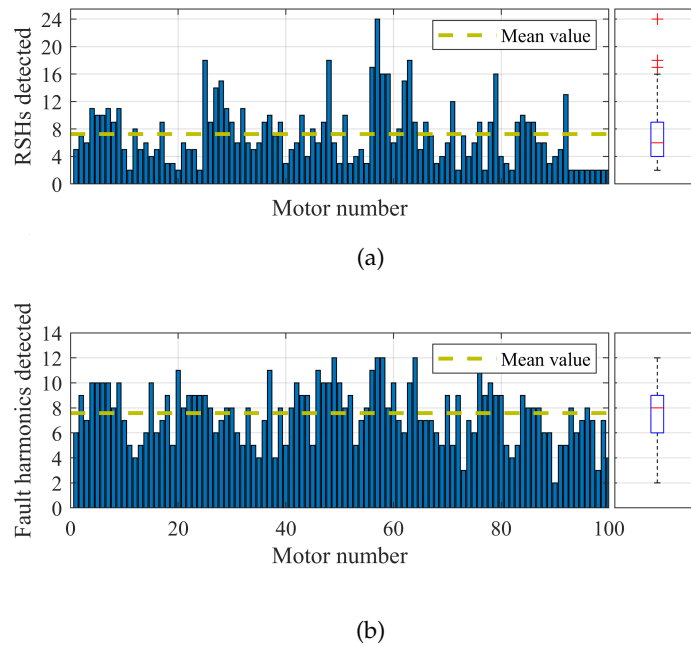 24
20
16
12
8
4
0
RSHs detected
Mean value
Motor number
(a)
14
12
10
8
6
4
2
0
Fault harmonics detected
Mean value
0 20 40 60 80 100
Motor number
(b)